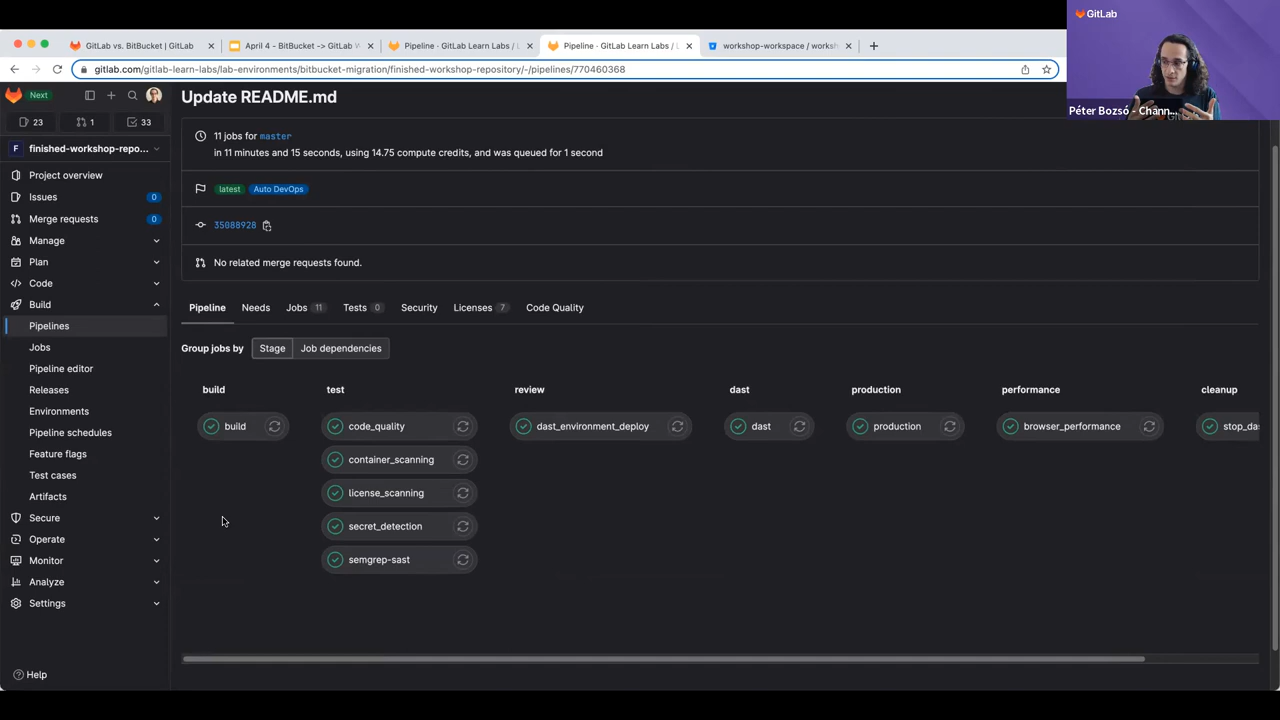 GitLab vs. BitBucket | GitLab
April 4 - BitBucket -> GitLab W
Pipeline · GitLab Learn Labs / L
Pipeline · GitLab Learn Labs / L
workshop-workspace / worksh
gitlab.com/gitlab-learn-labs/lab-environments/bitbucket-migration/finished-workshop-repository/-/pipelines/770460368
GitLab
Péter Bozsó - Chann...
Next
23
1
33
finished-workshop-repo...
Project overview
Issues 0
Merge requests 0
Manage
Plan
Code
Build
Pipelines
Jobs
Pipeline editor
Releases
Environments
Pipeline schedules
Feature flags
Test cases
Artifacts
Secure
Operate
Monitor
Analyze
Settings
Help
Update README.md
11 jobs for master
in 11 minutes and 15 seconds, using 14.75 compute credits, and was queued for 1 second
latest Auto DevOps
35088928
No related merge requests found.
Pipeline Needs Jobs 11 Tests 0 Security Licenses 7 Code Quality
Group jobs by Stage Job dependencies
build test review dast production performance cleanup
build code_quality dast_environment_deploy dast production browser_performance stop_das
container_scanning
license_scanning
secret_detection
semgrep-sast